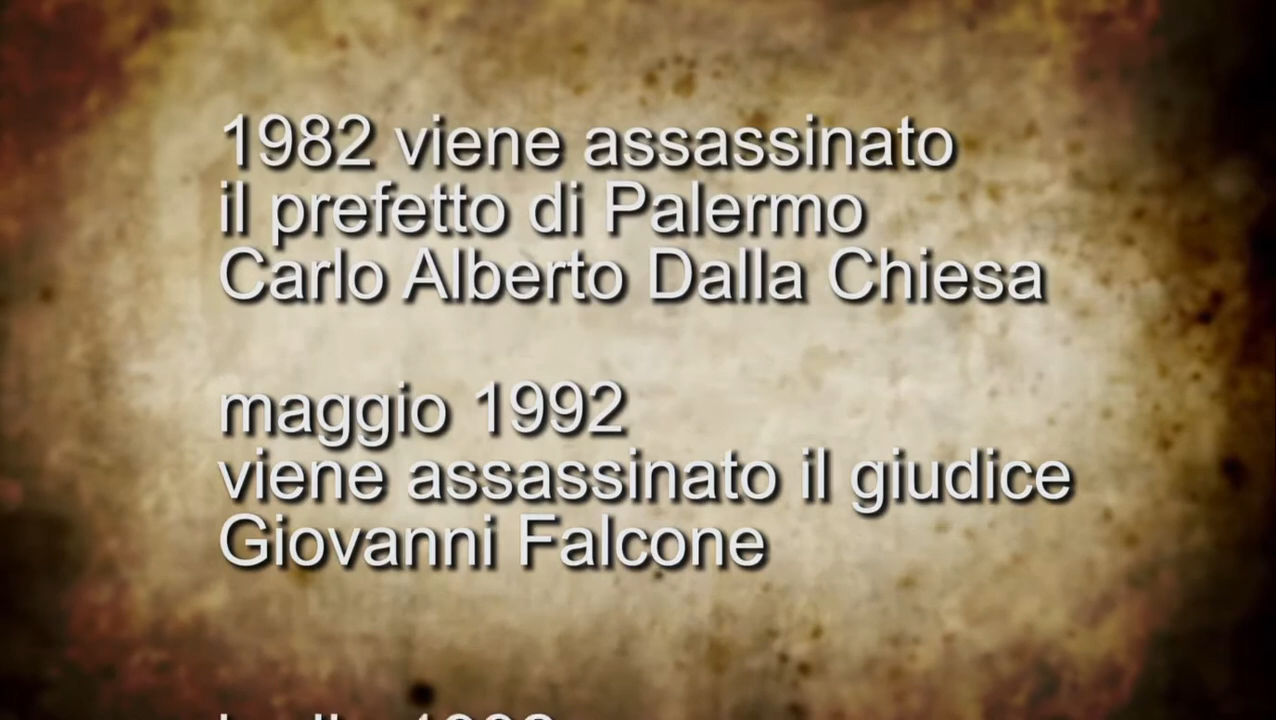 1982 viene assassinato
il prefetto di Palermo
Carlo Alberto Dalla Chiesa
maggio 1992
viene assassinato il giudice
Giovanni Falcone